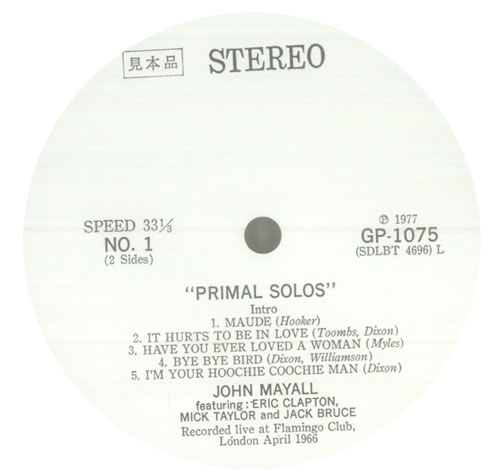 見本品 STEREO
SPEED 33⅓
NO. 1
(2 Sides)
℗ 1977
GP-1075
(SDLBT 4696) L
"PRIMAL SOLOS"
Intro
1. MAUDE (Hooker)
2. IT HURTS TO BE IN LOVE (Toombs, Dixon)
3. HAVE YOU EVER LOVED A WOMAN (Myles)
4. BYE BYE BIRD (Dixon, Williamson)
5. I'M YOUR HOOCHIE COOCHIE MAN (Dixon)
JOHN MAYALL
featuring : ERIC CLAPTON,
MICK TAYLOR and JACK BRUCE
Recorded live at Flamingo Club,
London April 1966